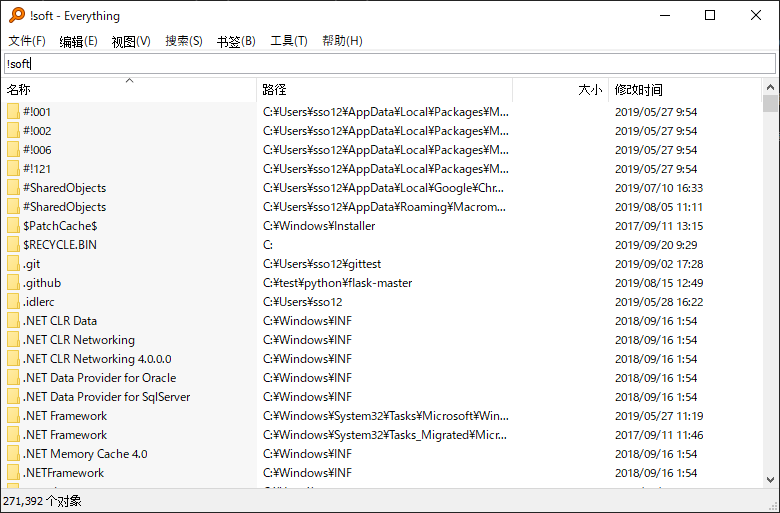 !soft - Everything
文件(F) 编辑(E) 视图(V) 搜索(S) 书签(B) 工具(T) 帮助(H)
!soft
名称 路径 大小 修改时间
#!001 C:¥Users¥sso12¥AppData¥Local¥Packages¥M... 2019/05/27 9:54
#!002 C:¥Users¥sso12¥AppData¥Local¥Packages¥M... 2019/05/27 9:54
#!006 C:¥Users¥sso12¥AppData¥Local¥Packages¥M... 2019/05/27 9:54
#!121 C:¥Users¥sso12¥AppData¥Local¥Packages¥M... 2019/05/27 9:54
#SharedObjects C:¥Users¥sso12¥AppData¥Local¥Google¥Chr... 2019/07/10 16:33
#SharedObjects C:¥Users¥sso12¥AppData¥Roaming¥Macrom... 2019/08/05 11:11
$PatchCache$ C:¥Windows¥Installer 2017/09/11 13:15
$RECYCLE.BIN C: 2019/09/20 9:29
.git C:¥Users¥sso12¥gittest 2019/09/02 17:28
.github C:¥test¥python¥flask-master 2019/08/15 12:49
.idlerc C:¥Users¥sso12 2019/05/28 16:22
.NET CLR Data C:¥Windows¥INF 2018/09/16 1:54
.NET CLR Networking C:¥Windows¥INF 2018/09/16 1:54
.NET CLR Networking 4.0.0.0 C:¥Windows¥INF 2018/09/16 1:54
.NET Data Provider for Oracle C:¥Windows¥INF 2018/09/16 1:54
.NET Data Provider for SqlServer C:¥Windows¥INF 2018/09/16 1:54
.NET Framework C:¥Windows¥System32¥Tasks¥Microsoft¥Win... 2019/05/27 11:19
.NET Framework C:¥Windows¥System32¥Tasks_Migrated¥Micr... 2017/09/11 11:46
.NET Memory Cache 4.0 C:¥Windows¥INF 2018/09/16 1:54
.NETFramework C:¥Windows¥INF 2018/09/16 1:54
271,392 个对象